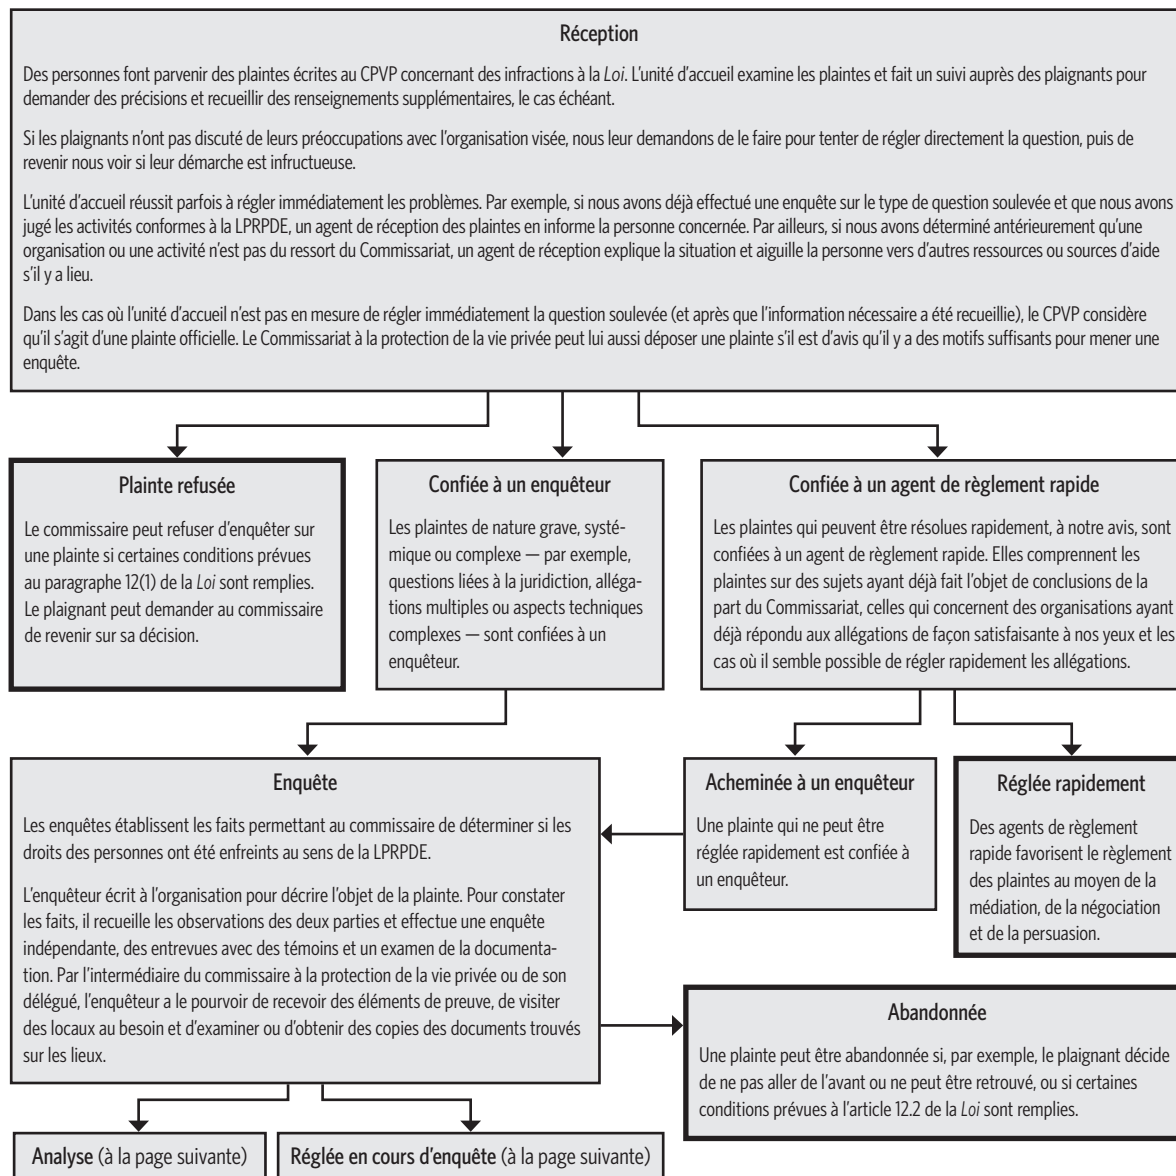 Réception
Des personnes font parvenir des plaintes écrites au CPVP concernant des infractions à la Loi. L'unité d'accueil examine les plaintes et fait un suivi auprès des plaignants pour
demander des précisions et recueillir des renseignements supplémentaires, le cas échéant.
Si les plaignants n'ont pas discuté de leurs préoccupations avec l'organisation visée, nous leur demandons de le faire pour tenter de régler directement la question, puis de
revenir nous voir si leur démarche est infructueuse.
L'unité d'accueil réussit parfois à régler immédiatement les problèmes. Par exemple, si nous avons déjà effectué une enquête sur le type de question soulevée et que nous avons
jugé les activités conformes à la LPRPDE, un agent de réception des plaintes en informe la personne concernée. Par ailleurs, si nous avons déterminé antérieurement qu'une
organisation ou une activité n'est pas du ressort du Commissariat, un agent de réception explique la situation et aiguille la personne vers d'autres ressources ou sources d'aide
s'il y a lieu.
Dans les cas où l'unité d'accueil n'est pas en mesure de régler immédiatement la question soulevée (et après que l'information nécessaire a été recueillie), le CPVP considère
qu'il s'agit d'une plainte officielle. Le Commissariat à la protection de la vie privée peut lui aussi déposer une plainte s'il est d'avis qu'il y a des motifs suffisants pour mener une
enquête.
Plainte refusée
Le commissaire peut refuser d'enquêter sur
une plainte si certaines conditions prévues
au paragraphe 12(1) de la Loi sont remplies.
Le plaignant peut demander au commissaire
de revenir sur sa décision.
Confiée à un enquêteur
Les plaintes de nature grave, systé-
mique ou complexe — par exemple,
questions liées à la juridiction, alléga-
tions multiples ou aspects techniques
complexes — sont confiées à un
enquêteur.
Confiée à un agent de règlement rapide
Les plaintes qui peuvent être résolues rapidement, à notre avis, sont
confiées à un agent de règlement rapide. Elles comprennent les
plaintes sur des sujets ayant déjà fait l'objet de conclusions de la
part du Commissariat, celles qui concernent des organisations ayant
déjà répondu aux allégations de façon satisfaisante à nos yeux et les
cas où il semble possible de régler rapidement les allégations.
Enquête
Les enquêtes établissent les faits permettant au commissaire de déterminer si les
droits des personnes ont été enfreints au sens de la LPRPDE.
L'enquêteur écrit à l'organisation pour décrire l'objet de la plainte. Pour constater
les faits, il recueille les observations des deux parties et effectue une enquête
indépendante, des entrevues avec des témoins et un examen de la documenta-
tion. Par l'intermédiaire du commissaire à la protection de la vie privée ou de son
délégué, l'enquêteur a le pourvoir de recevoir des éléments de preuve, de visiter
des locaux au besoin et d'examiner ou d'obtenir des copies des documents trouvés
sur les lieux.
Acheminée à un enquêteur
Une plainte qui ne peut être
réglée rapidement est confiée à
un enquêteur.
Réglée rapidement
Des agents de règlement
rapide favorisent le règlement
des plaintes au moyen de la
médiation, de la négociation
et de la persuasion.
Abandonnée
Une plainte peut être abandonnée si, par exemple, le plaignant décide
de ne pas aller de l'avant ou ne peut être retrouvé, ou si certaines
conditions prévues à l'article 12.2 de la Loi sont remplies.
Analyse (à la page suivante)
Réglée en cours d'enquête (à la page suivante)